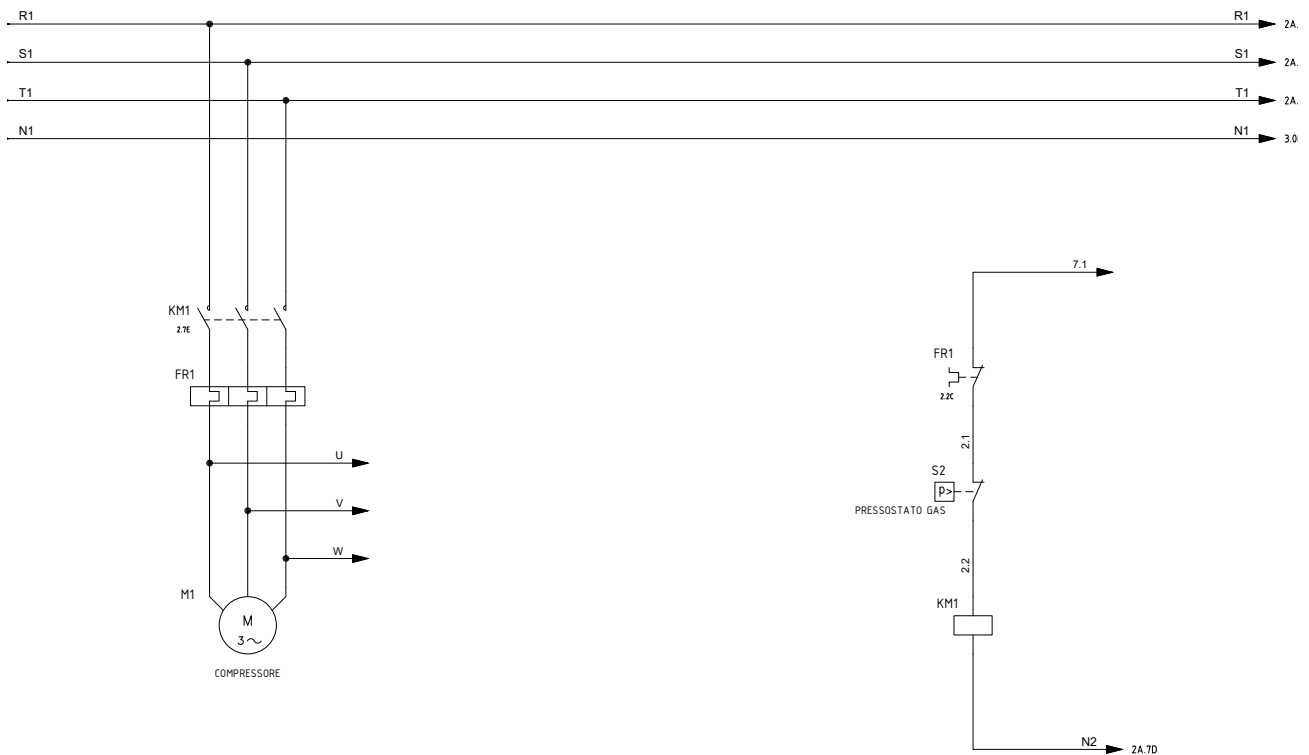 R1 R1 2A.
S1 S1 2A.
T1 T1 2A.
N1 N1 3.0
7.1
KM1
2.7E
FR1
FR1
2.2C
2.1
U
S2
p>
PRESSOSTATO GAS
V
W
2.2
M1
KM1
M
3~
COMPRESSORE
N2 2A.7D